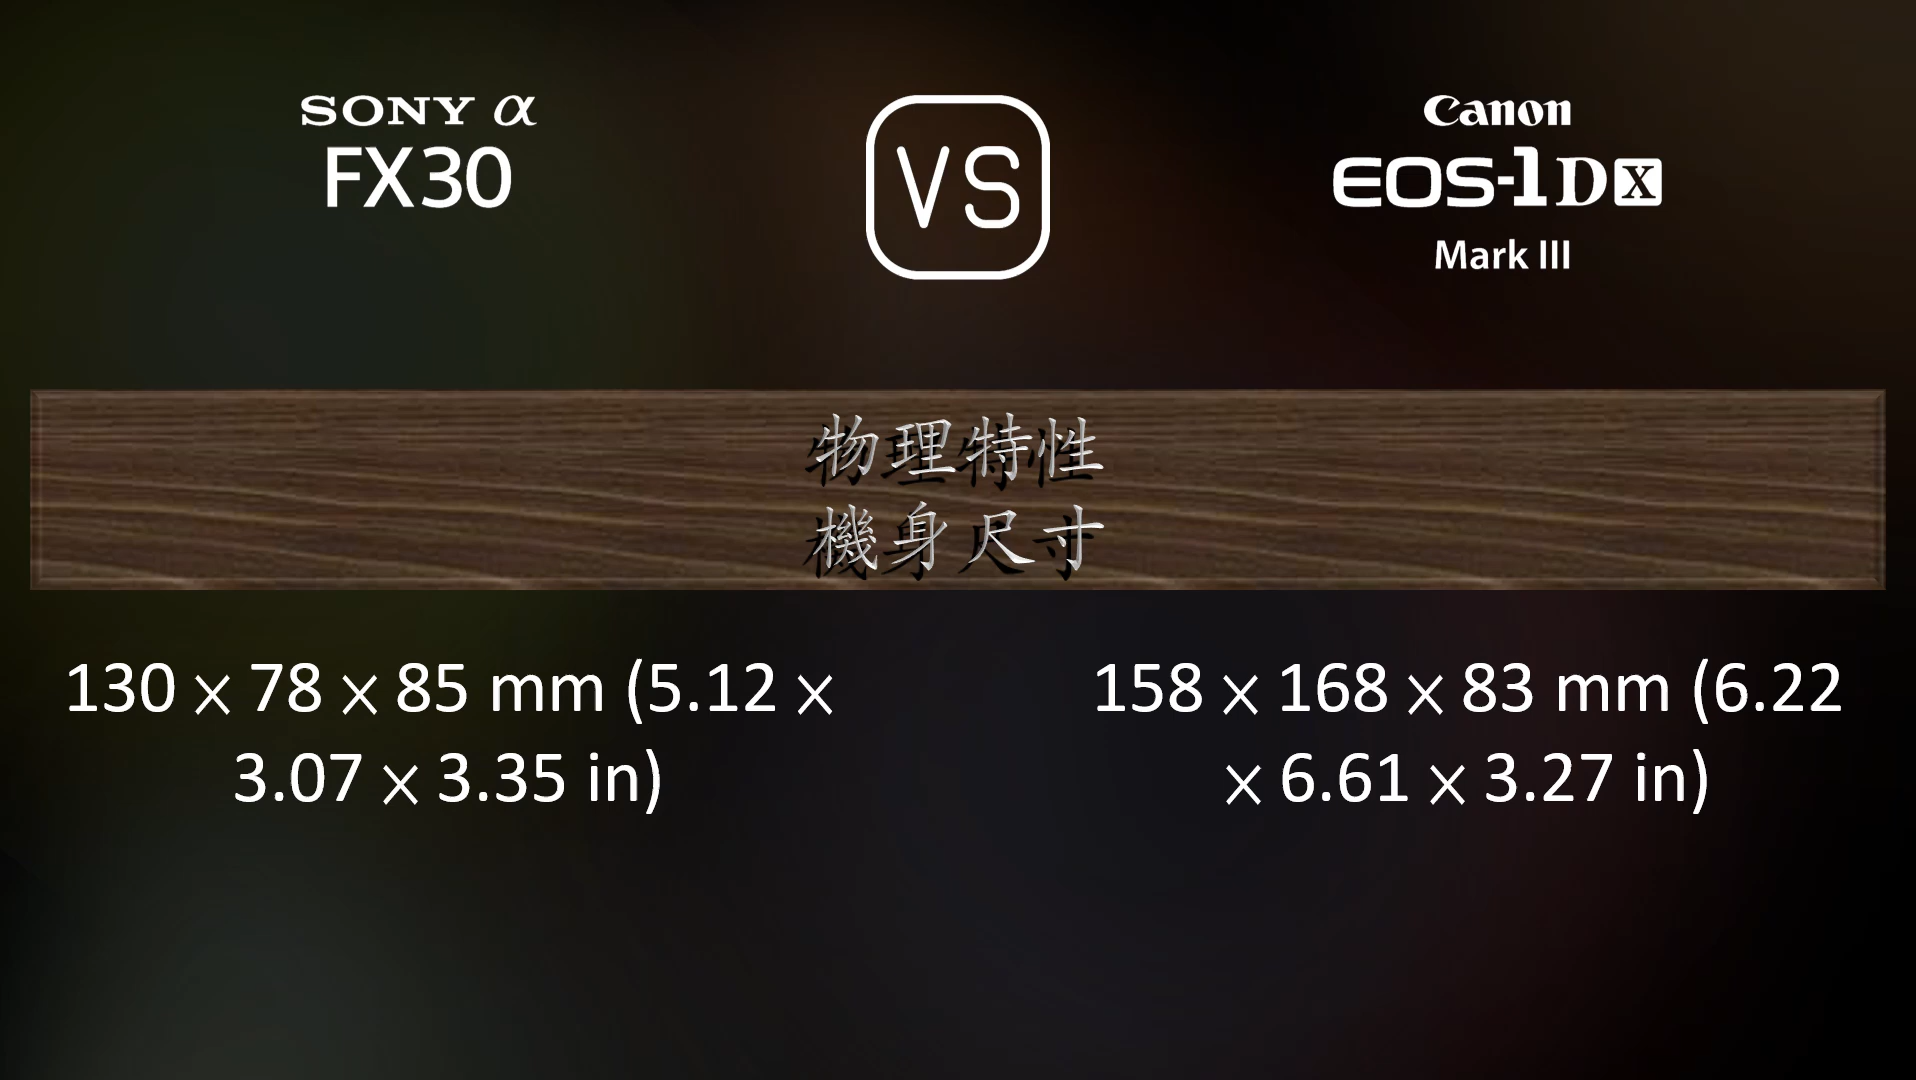 SONY α
FX30
VS
Canon
EOS-1DX
Mark III
物理特性
機身尺寸
130 x 78 x 85 mm (5.12 x
3.07 x 3.35 in)
158 x 168 x 83 mm (6.22
x 6.61 x 3.27 in)